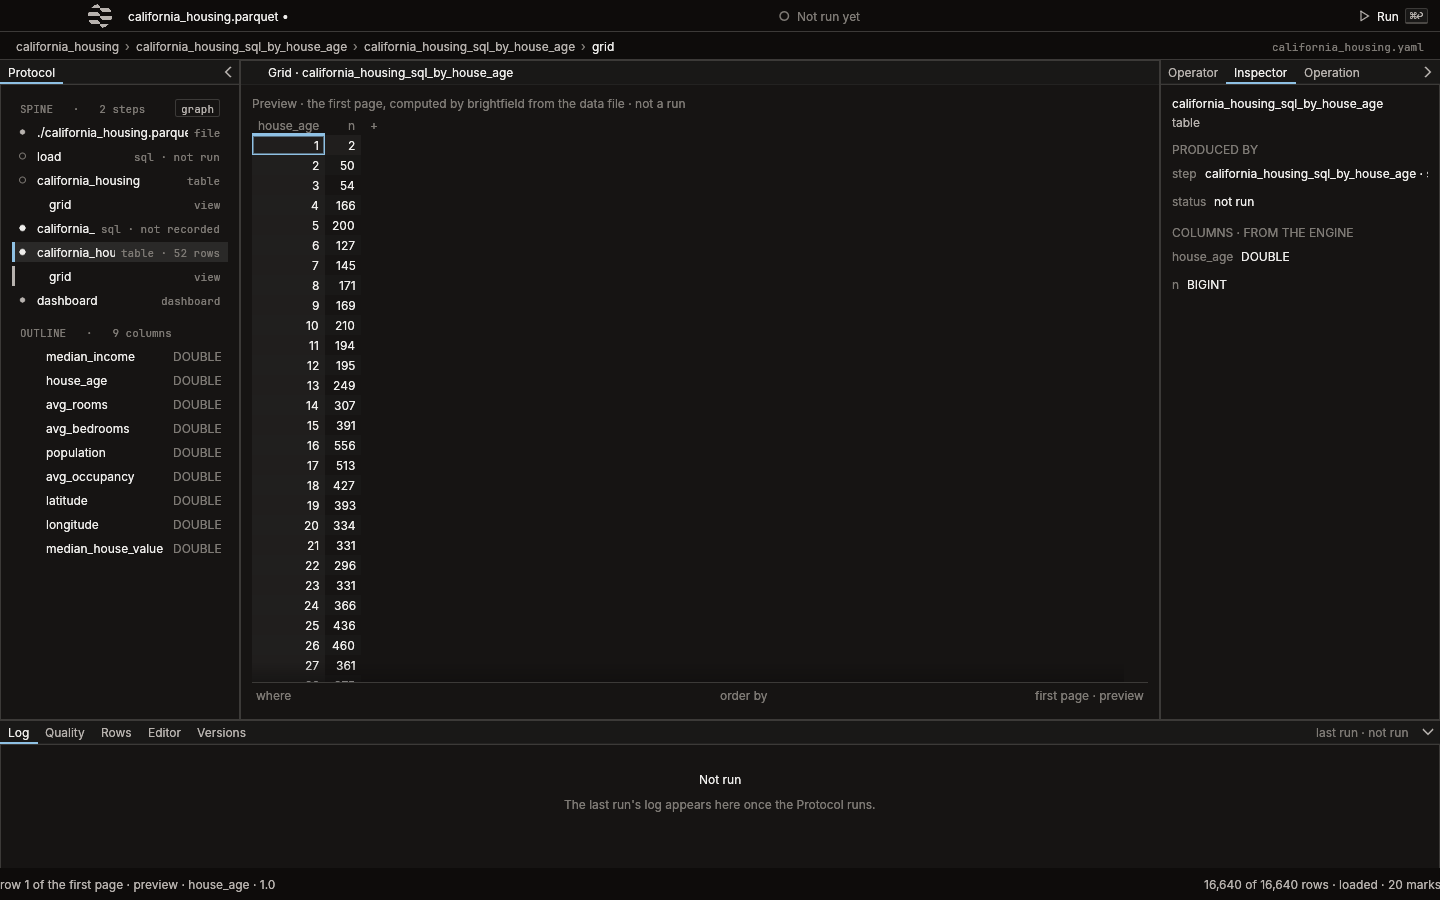 california_housing.parquet •
Not run yet
Run
california_housing › california_housing_sql_by_house_age › california_housing_sql_by_house_age › grid
california_housing.yaml
Protocol
SPINE · 2 steps graph
./california_housing.parque file
load sql · not run
california_housing table
grid view
california_ sql · not recorded
california_hou table · 52 rows
grid view
dashboard dashboard
OUTLINE · 9 columns
median_income DOUBLE
house_age DOUBLE
avg_rooms DOUBLE
avg_bedrooms DOUBLE
population DOUBLE
avg_occupancy DOUBLE
latitude DOUBLE
longitude DOUBLE
median_house_value DOUBLE
Grid · california_housing_sql_by_house_age
Preview · the first page, computed by brightfield from the data file · not a run
house_age n +
1 2
2 50
3 54
4 166
5 200
6 127
7 145
8 171
9 169
10 210
11 194
12 195
13 249
14 307
15 391
16 556
17 513
18 427
19 393
20 334
21 331
22 296
23 331
24 366
25 436
26 460
27 361
where order by first page · preview
Operator Inspector Operation
california_housing_sql_by_house_age
table
PRODUCED BY
step california_housing_sql_by_house_age ·
status not run
COLUMNS · FROM THE ENGINE
house_age DOUBLE
n BIGINT
Log Quality Rows Editor Versions
last run · not run
Not run
The last run's log appears here once the Protocol runs.
row 1 of the first page · preview · house_age · 1.0
16,640 of 16,640 rows · loaded · 20 marks